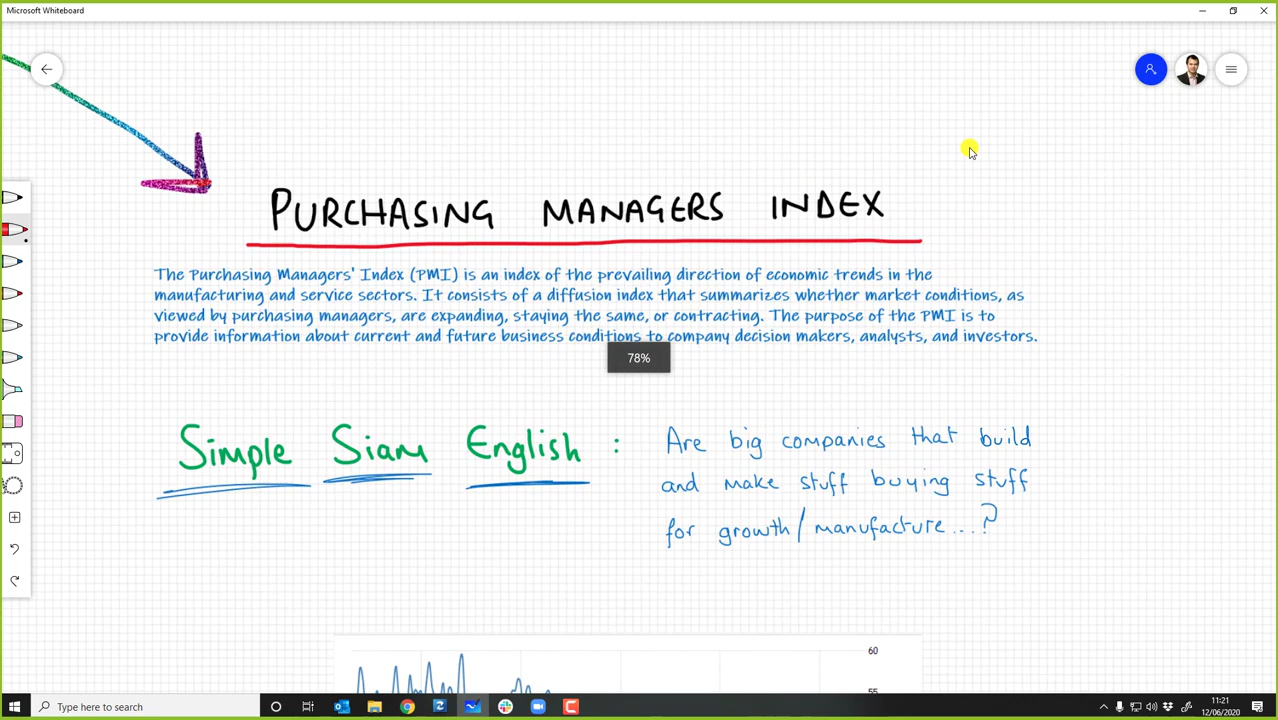 Microsoft Whiteboard
PURCHASING MANAGERS INDEX
The Purchasing Managers' Index (PMI) is an index of the prevailing direction of economic trends in the
manufacturing and service sectors. It consists of a diffusion index that summarizes whether market conditions, as
viewed by purchasing managers, are expanding, staying the same, or contracting. The purpose of the PMI is to
provide information about current and future business conditions to company decision makers, analysts, and investors.
78%
Simple Siam English : Are big companies that build
and make stuff buying stuff
for growth/manufacture...?
60
55
Type here to search
11:21
12/06/2020